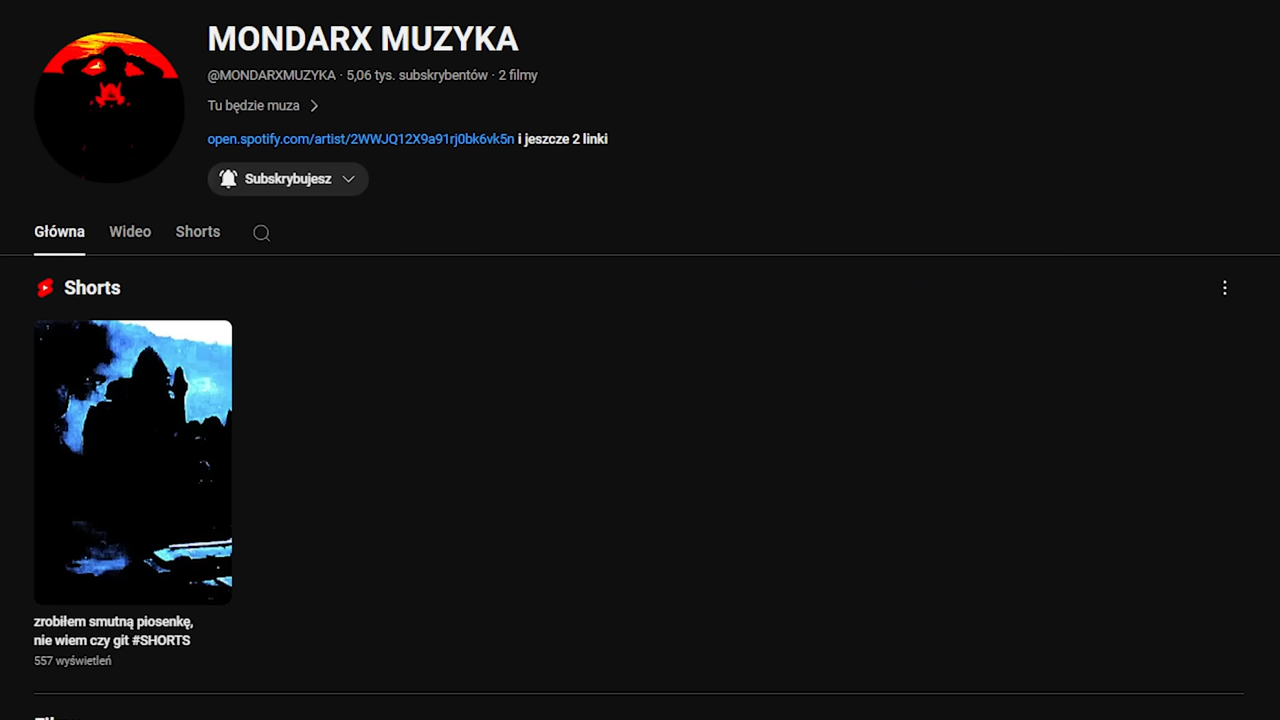 MONDARX MUZYKA
@MONDARXMUZYKA · 5,06 tys. subskrybentów · 2 filmy
Tu będzie muza
open.spotify.com/artist/2WWJQ12X9a91rj0bk6vk5n i jeszcze 2 linki
Subskrybujesz
Główna Wideo Shorts
Shorts
zrobiłem smutną piosenkę,
nie wiem czy git #SHORTS
557 wyświetleń